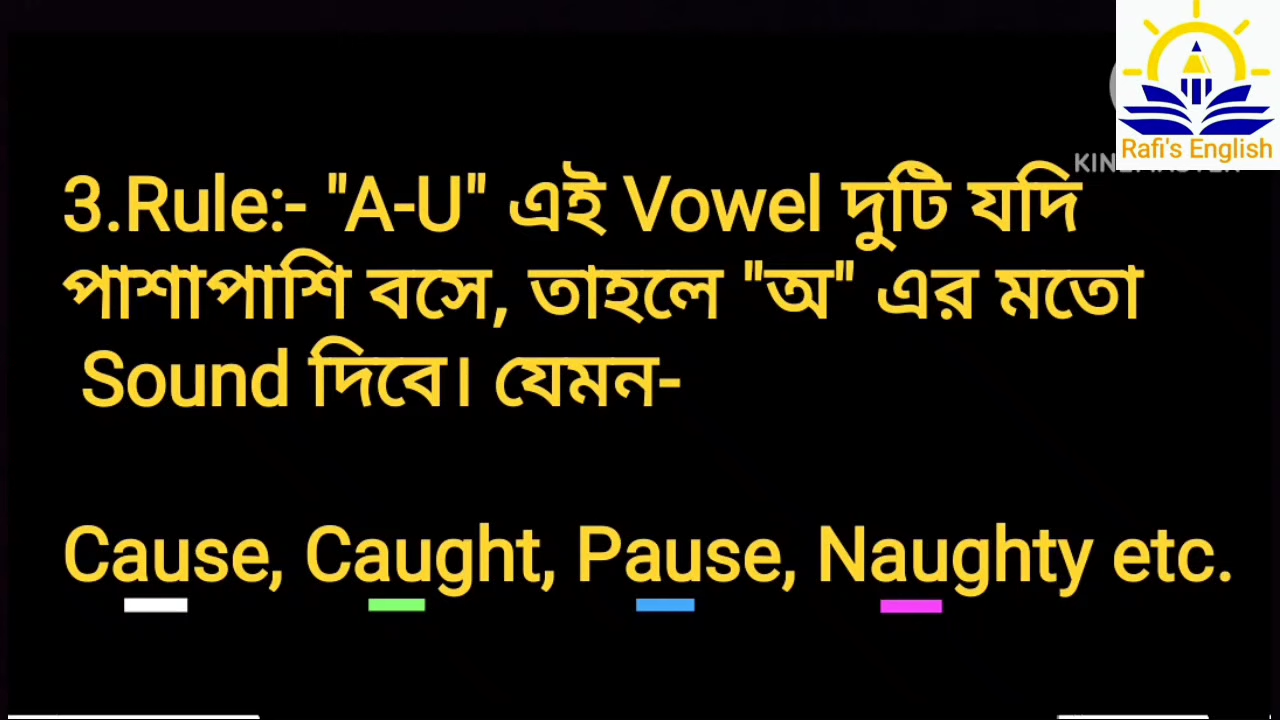 Rafi's English
3.Rule:- "A-U" এই Vowel দুটি যদি
পাশাপাশি বসে, তাহলে "অ" এর মতো
Sound দিবে। যেমন-
Cause, Caught, Pause, Naughty etc.